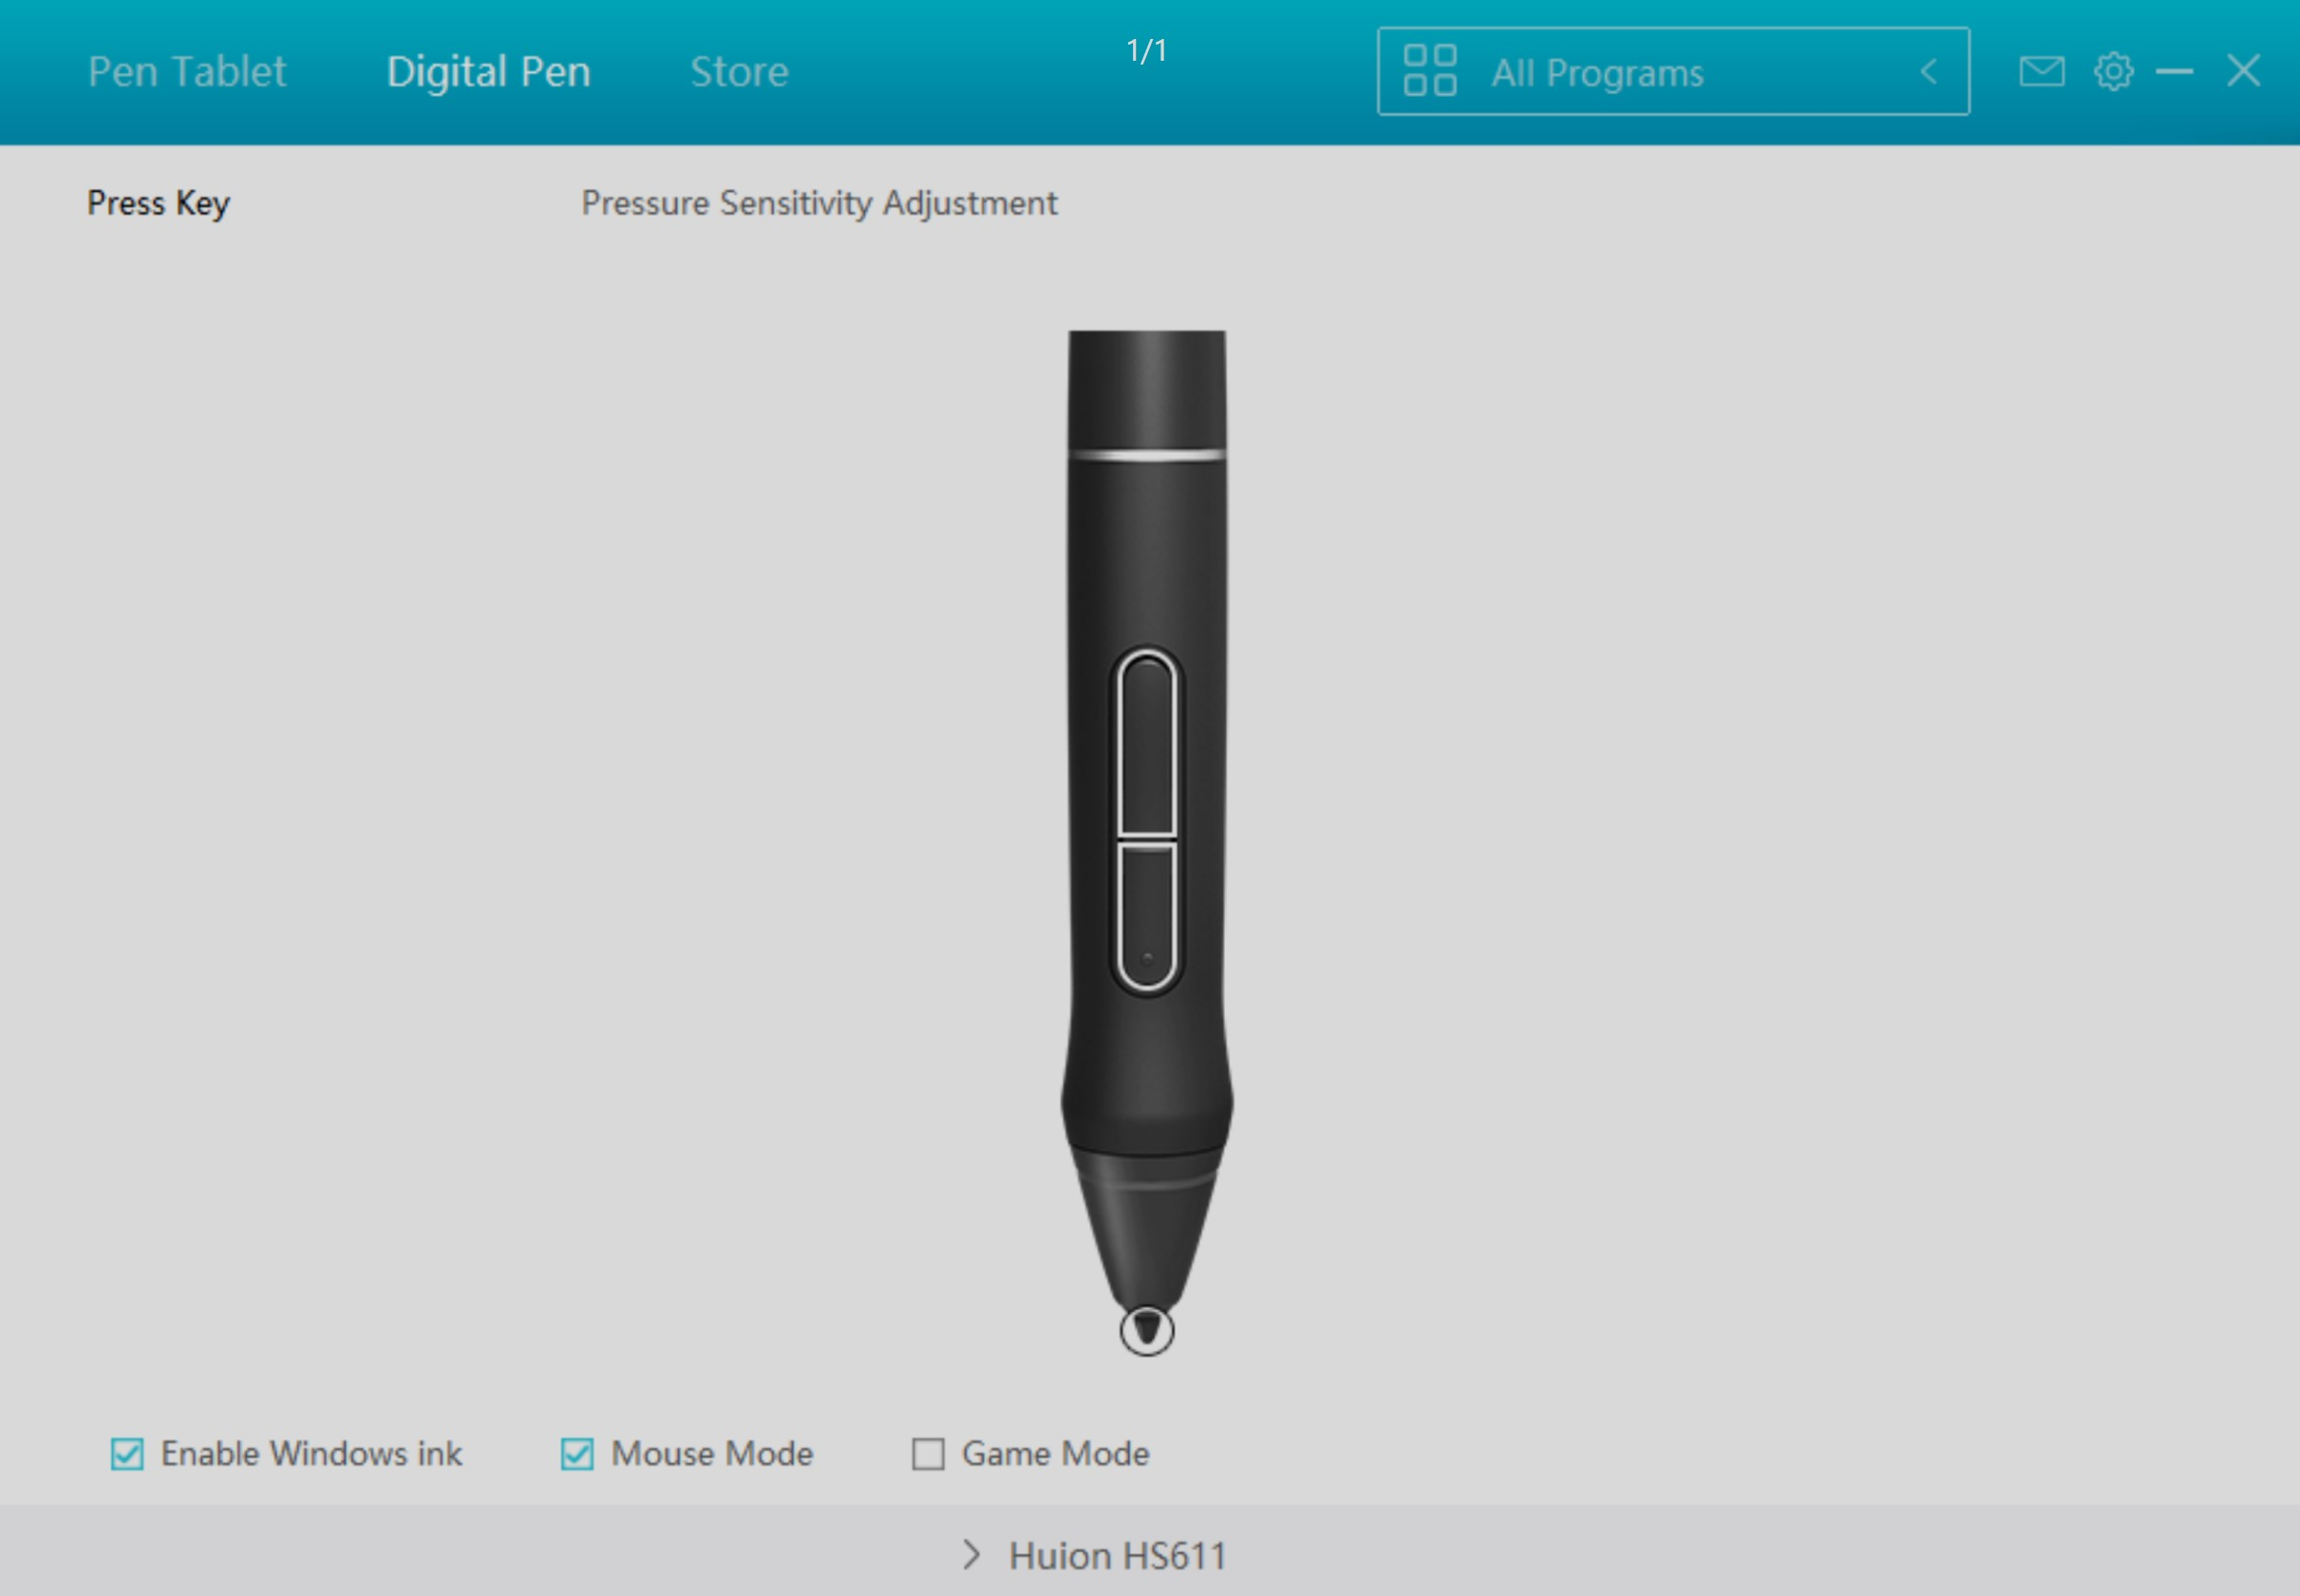 1/1
Pen Tablet Digital Pen Store All Programs
Press Key Pressure Sensitivity Adjustment
Enable Windows ink Mouse Mode Game Mode
Huion HS611